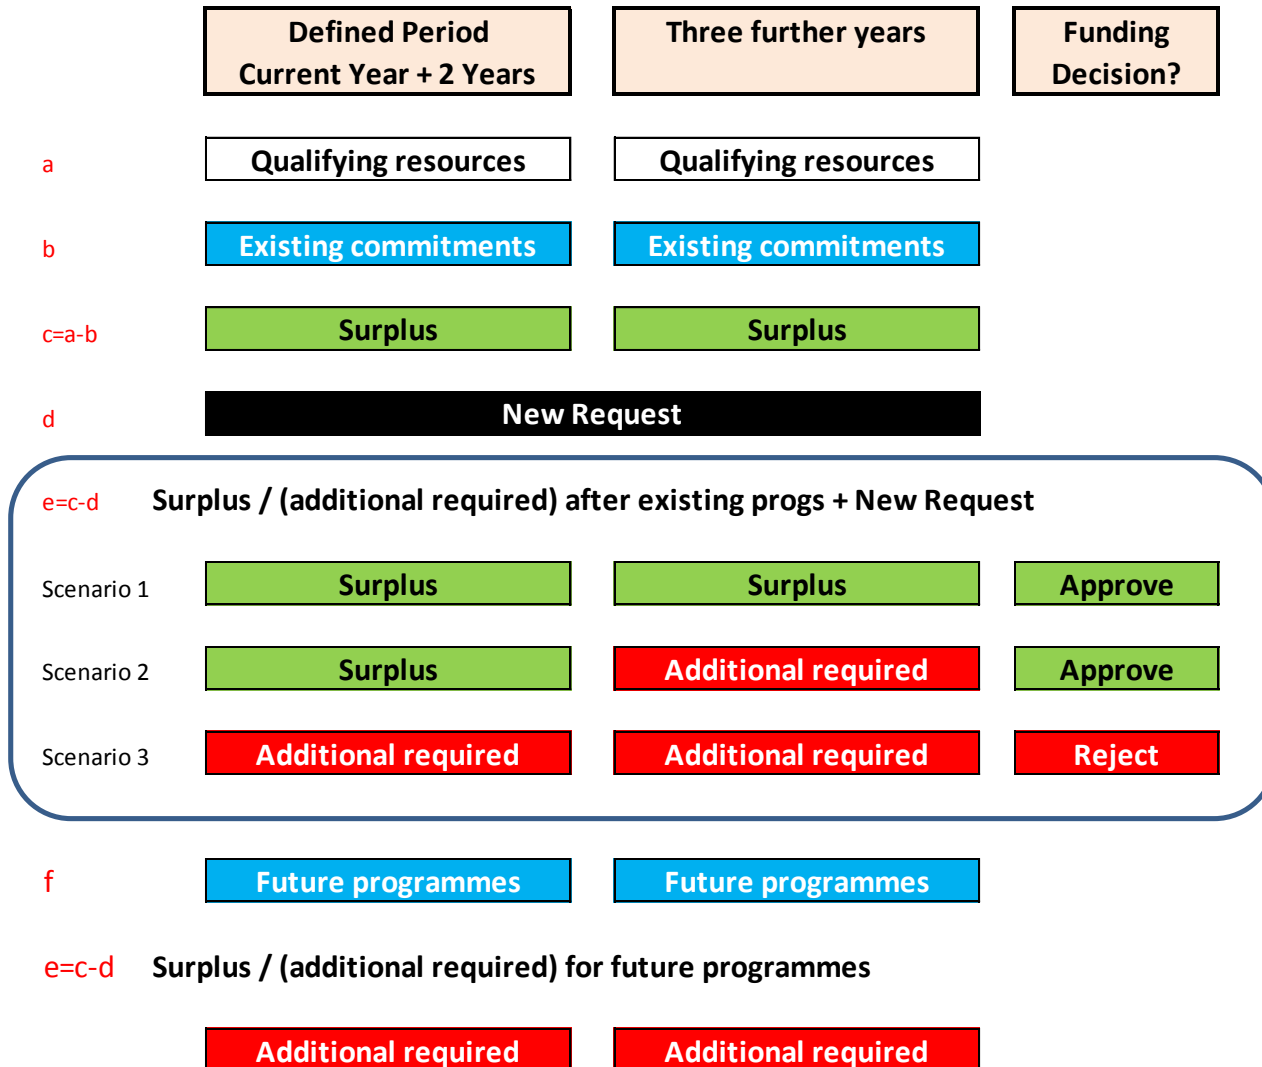 Defined Period Three further years Funding
Current Year + 2 Years Decision?
a Qualifying resources Qualifying resources
b Existing commitments Existing commitments
c=a-b Surplus Surplus
d New Request
e=c-d Surplus / (additional required) after existing progs + New Request
Scenario 1 Surplus Surplus Approve
Scenario 2 Surplus Additional required Approve
Scenario 3 Additional required Additional required Reject
f Future programmes Future programmes
e=c-d Surplus / (additional required) for future programmes
Additional required Additional required